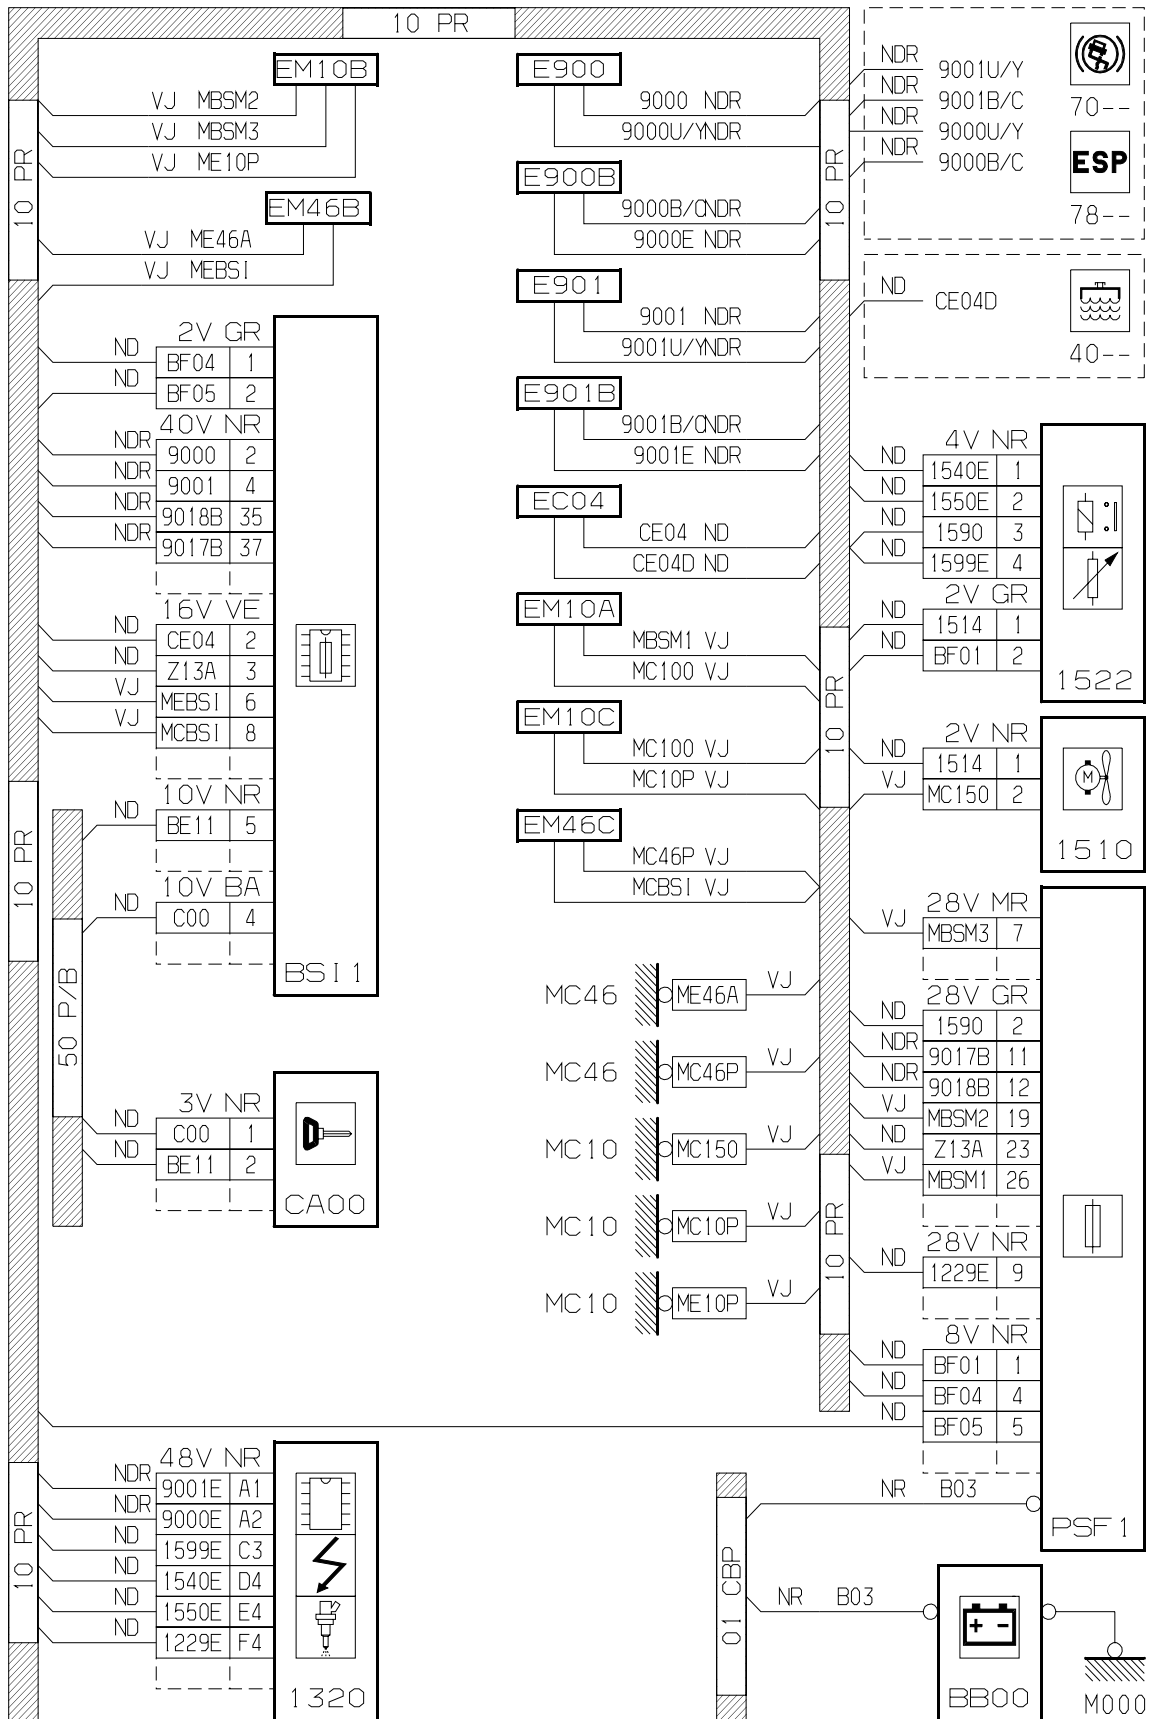 10 PR
EM10B
VJ MBSM2
VJ MBSM3
VJ ME10P
10 PR
EM46B
VJ ME46A
VJ MEBSI
2V GR
ND BF04 1
ND BF05 2
40V NR
NDR 9000 2
NDR 9001 4
NDR 9018B 35
NDR 9017B 37
16V VE
ND CE04 2
ND Z13A 3
VJ MEBSI 6
VJ MCBSI 8
10V NR
ND BE11 5
10V BA
ND C00 4
BSI1
10 PR
50 P/B
3V NR
ND C00 1
ND BE11 2
CA00
48V NR
NDR 9001E A1
NDR 9000E A2
ND 1599E C3
ND 1540E D4
ND 1550E E4
ND 1229E F4
1320
10 PR
E900
9000 NDR
9000U/YNDR
E900B
9000B/CNDR
9000E NDR
E901
9001 NDR
9001U/YNDR
E901B
9001B/CNDR
9001E NDR
EC04
CE04 ND
CE04D ND
EM10A
MBSM1 VJ
MC100 VJ
EM10C
MC100 VJ
MC10P VJ
EM46C
MC46P VJ
MCBSI VJ
MC46 ME46A VJ
MC46 MC46P VJ
MC10 MC150 VJ
MC10 MC10P VJ
MC10 ME10P VJ
10 PR
10 PR
10 PR
NDR 9001U/Y
NDR 9001B/C
NDR 9000U/Y
NDR 9000B/C
70--
ESP
78--
ND CE04D
40--
4V NR
ND 1540E 1
ND 1550E 2
ND 1590 3
ND 1599E 4
2V GR
ND 1514 1
ND BF01 2
1522
2V NR
ND 1514 1
VJ MC150 2
M
1510
28V MR
VJ MBSM3 7
28V GR
ND 1590 2
NDR 9017B 11
NDR 9018B 12
VJ MBSM2 19
ND Z13A 23
VJ MBSM1 26
28V NR
ND 1229E 9
8V NR
ND BF01 1
ND BF04 4
ND BF05 5
NR B03
PSF1
01 CBP
NR B03
+ -
BB00
M000